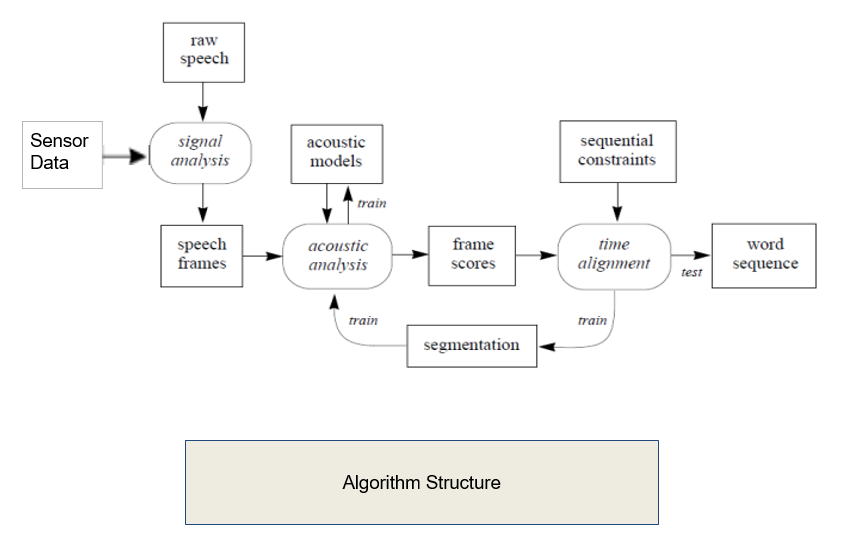 raw
speech
Sensor
Data
signal
analysis
acoustic
models
sequential
constraints
train
speech
frames
acoustic
analysis
frame
scores
time
alignment
test
word
sequence
train
train
segmentation
Algorithm Structure